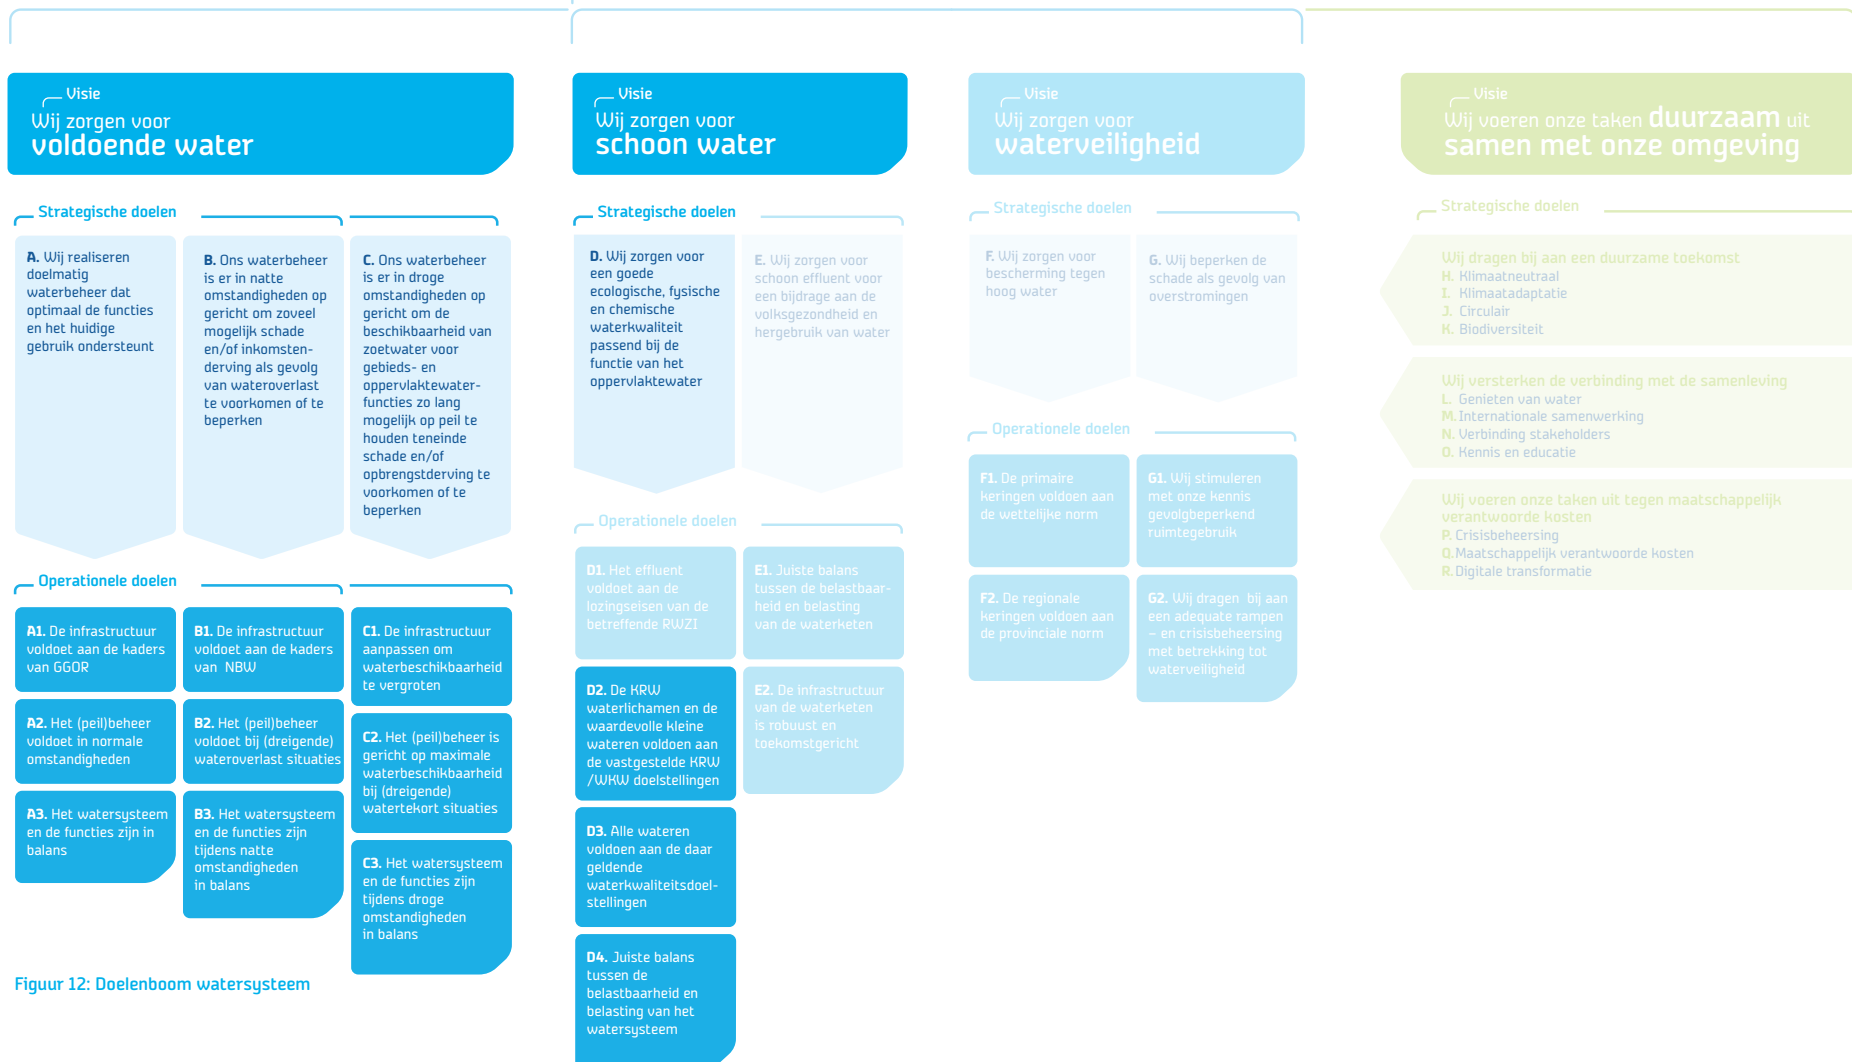 Visie
Wij zorgen voor
voldoende water
Strategische doelen
A. Wij realiseren
doelmatig
waterbeheer dat
optimaal de functies
en het huidige
gebruik ondersteunt
B. Ons waterbeheer
is er in natte
omstandigheden op
gericht om zoveel
mogelijk schade
en/of inkomsten-
derving als gevolg
van wateroverlast
te voorkomen of te
beperken
C. Ons waterbeheer
is er in droge
omstandigheden op
gericht om de
beschikbaarheid van
zoetwater voor
gebieds- en
oppervlaktewater-
functies zo lang
mogelijk op peil te
houden teneinde
schade en/of
opbrengstderving te
voorkomen of te
beperken
Operationele doelen
A1. De infrastructuur
voldoet aan de kaders
van GGOR
A2. Het (peil)beheer
voldoet in normale
omstandigheden
A3. Het watersysteem
en de functies zijn in
balans
B1. De infrastructuur
voldoet aan de kaders
van NBW
B2. Het (peil)beheer
voldoet bij (dreigende)
wateroverlast situaties
B3. Het watersysteem
en de functies zijn
tijdens natte
omstandigheden
in balans
C1. De infrastructuur
aanpassen om
waterbeschikbaarheid
te vergroten
C2. Het (peil)beheer is
gericht op maximale
waterbeschikbaarheid
bij (dreigende)
watertekort situaties
C3. Het watersysteem
en de functies zijn
tijdens droge
omstandigheden
in balans
Figuur 12: Doelenboom watersysteem
Visie
Wij zorgen voor
schoon water
Strategische doelen
D. Wij zorgen voor
een goede
ecologische, fysische
en chemische
waterkwaliteit
passend bij de
functie van het
oppervlaktewater
E. Wij zorgen voor
schoon effluent voor
een bijdrage aan de
volksgezondheid en
hergebruik van water
Operationele doelen
D1. Het effluent
voldoet aan de
lozingseisen van de
betreffende RWZI
D2. De KRW
waterlichamen en de
waardevolle kleine
wateren voldoen aan
de vastgestelde KRW
/WKW doelstellingen
D3. Alle wateren
voldoen aan de daar
geldende
waterkwaliteitsdoel-
stellingen
D4. Juiste balans
tussen de
belastbaarheid en
belasting van het
watersysteem
E1. Juiste balans
tussen de belastbaar-
heid en belasting
van de waterketen
E2. De infrastructuur
van de waterketen
is robuust en
toekomstgericht
Visie
Wij zorgen voor
waterveiligheid
Strategische doelen
F. Wij zorgen voor
bescherming tegen
hoog water
G. Wij beperken de
schade als gevolg van
overstromingen
Operationele doelen
F1. De primaire
keringen voldoen aan
de wettelijke norm
F2. De regionale
keringen voldoen aan
de provinciale norm
G1. Wij stimuleren
met onze kennis
gevolgbeperkend
ruimtegebruik
G2. Wij dragen bij aan
een adequate rampen
– en crisisbeheersing
met betrekking tot
waterveiligheid
Visie
Wij voeren onze taken duurzaam uit
samen met onze omgeving
Strategische doelen
Wij dragen bij aan een duurzame toekomst
H. Klimaatneutraal
I. Klimaatadaptatie
J. Circulair
K. Biodiversiteit
Wij versterken de verbinding met de samenleving
L. Genieten van water
M. Internationale samenwerking
N. Verbinding stakeholders
O. Kennis en educatie
Wij voeren onze taken uit tegen maatschappelijk
verantwoorde kosten
P. Crisisbeheersing
Q. Maatschappelijk verantwoorde kosten
R. Digitale transformatie